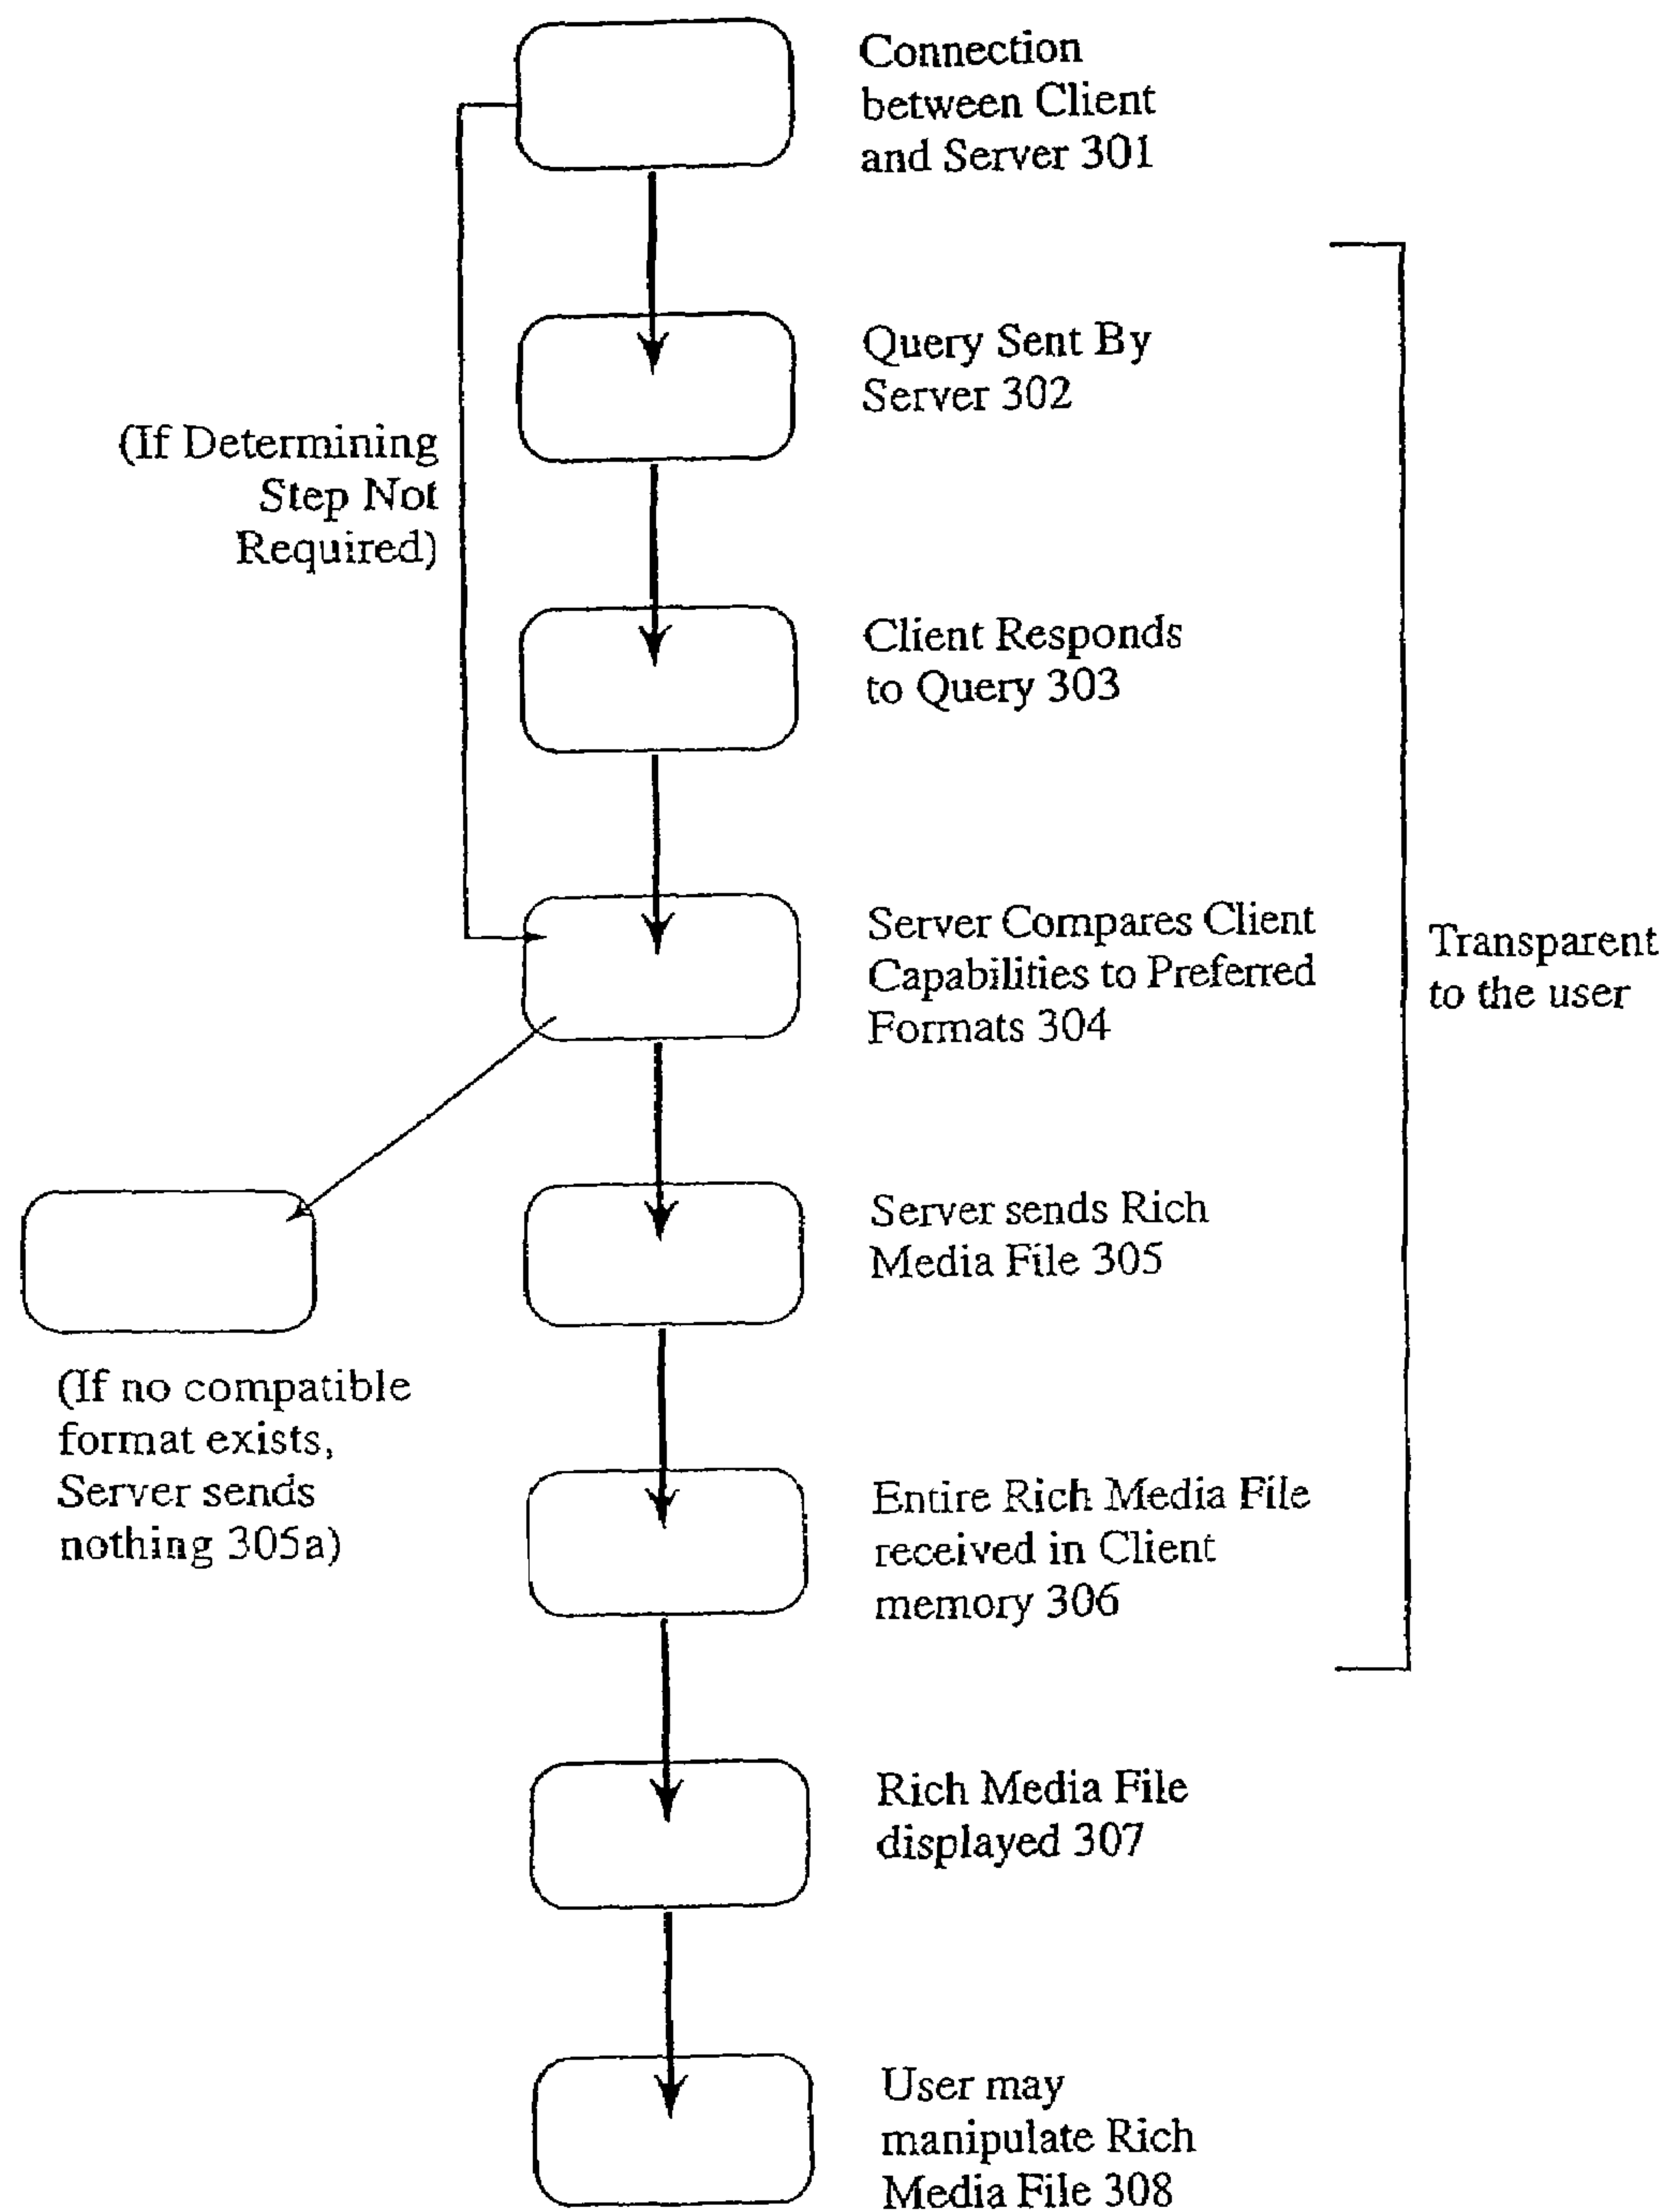 Connection
between Client
and Server 301
Query Sent By
Server 302
(If Determining
Step Not
Required)
Client Responds
to Query 303
Server Compares Client
Capabilities to Preferred
Formats 304
Transparent
to the user
Server sends Rich
Media File 305
(If no compatible
format exists,
Server sends
nothing 305a)
Entire Rich Media File
received in Client
memory 306
Rich Media File
displayed 307
User may
manipulate Rich
Media File 308